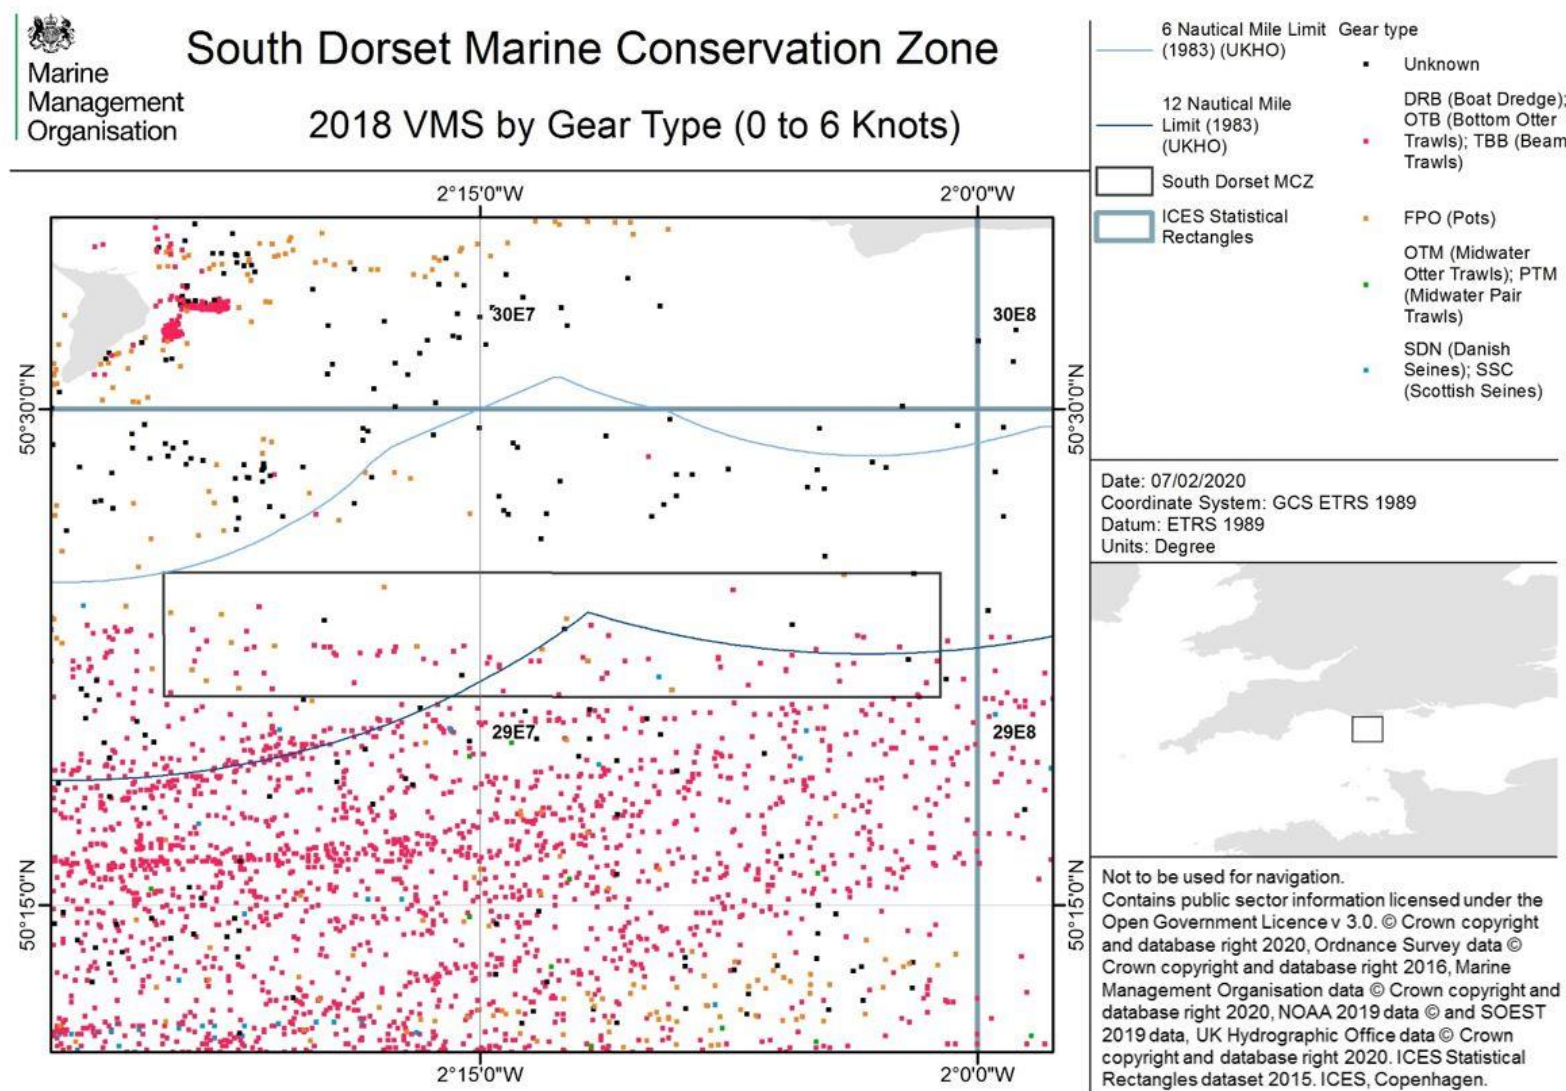 Marine
Management
Organisation
South Dorset Marine Conservation Zone
2018 VMS by Gear Type (0 to 6 Knots)
6 Nautical Mile Limit
(1983) (UKHO)
12 Nautical Mile
Limit (1983)
(UKHO)
South Dorset MCZ
ICES Statistical
Rectangles
Gear type
Unknown
DRB (Boat Dredge);
OTB (Bottom Otter
Trawls); TBB (Beam
Trawls)
FPO (Pots)
OTM (Midwater
Otter Trawls); PTM
(Midwater Pair
Trawls)
SDN (Danish
Seines); SSC
(Scottish Seines)
2°15'0"W
2°0'0"W
30E7
30E8
50°30'0"N
50°30'0"N
29E7
29E8
50°15'0"N
50°15'0"N
2°15'0"W
2°0'0"W
Date: 07/02/2020
Coordinate System: GCS ETRS 1989
Datum: ETRS 1989
Units: Degree
Not to be used for navigation.
Contains public sector information licensed under the
Open Government Licence v 3.0. © Crown copyright
and database right 2020, Ordnance Survey data ©
Crown copyright and database right 2016, Marine
Management Organisation data © Crown copyright and
database right 2020, NOAA 2019 data © and SOEST
2019 data, UK Hydrographic Office data © Crown
copyright and database right 2020. ICES Statistical
Rectangles dataset 2015. ICES, Copenhagen.